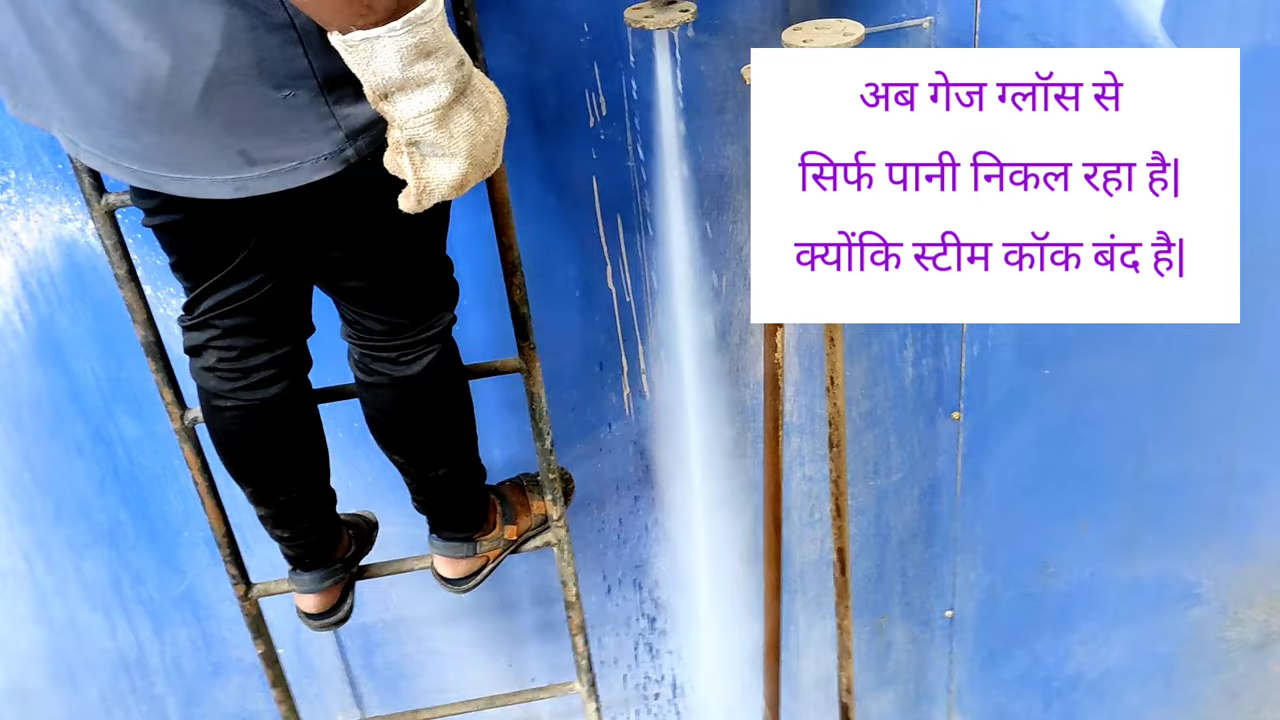 अब गेज ग्लॉस से
सिर्फ पानी निकल रहा है|
क्योंकि स्टीम कॉक बंद है|